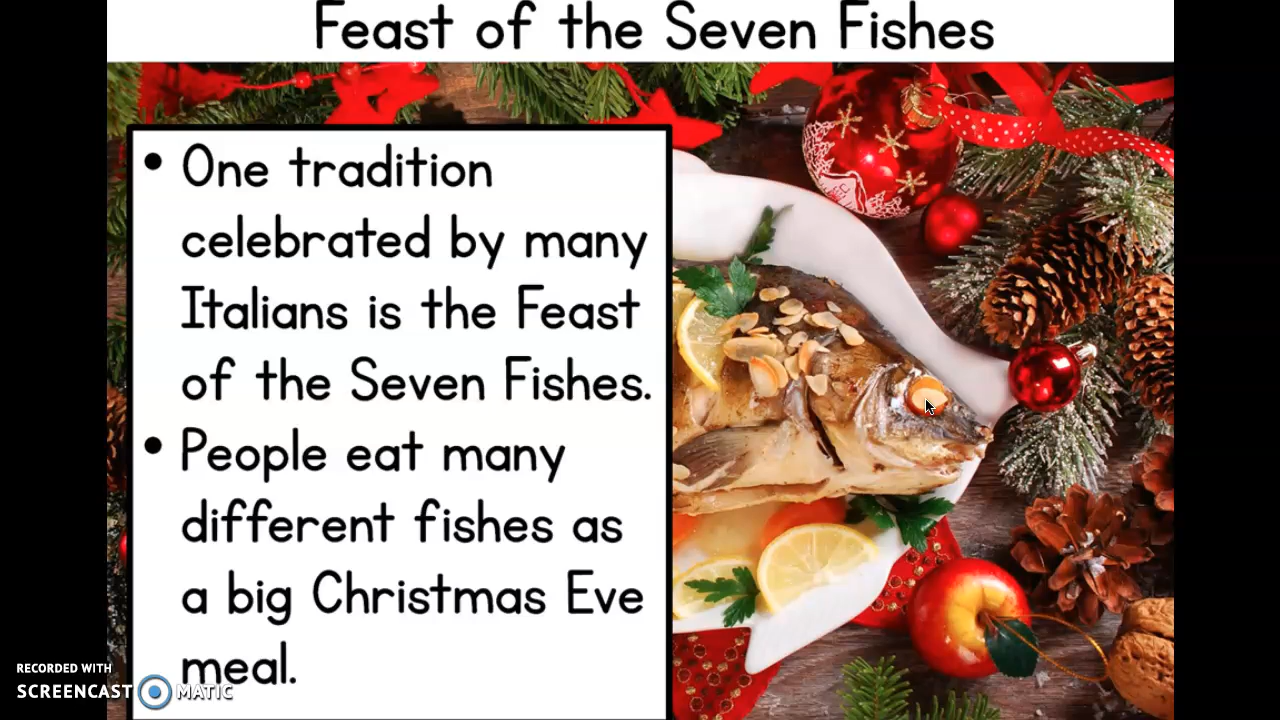 Feast of the Seven Fishes
• One tradition
celebrated by many
Italians is the Feast
of the Seven Fishes.
• People eat many
different fishes as
a big Christmas Eve
meal.
RECORDED WITH
SCREENCAST MATIC